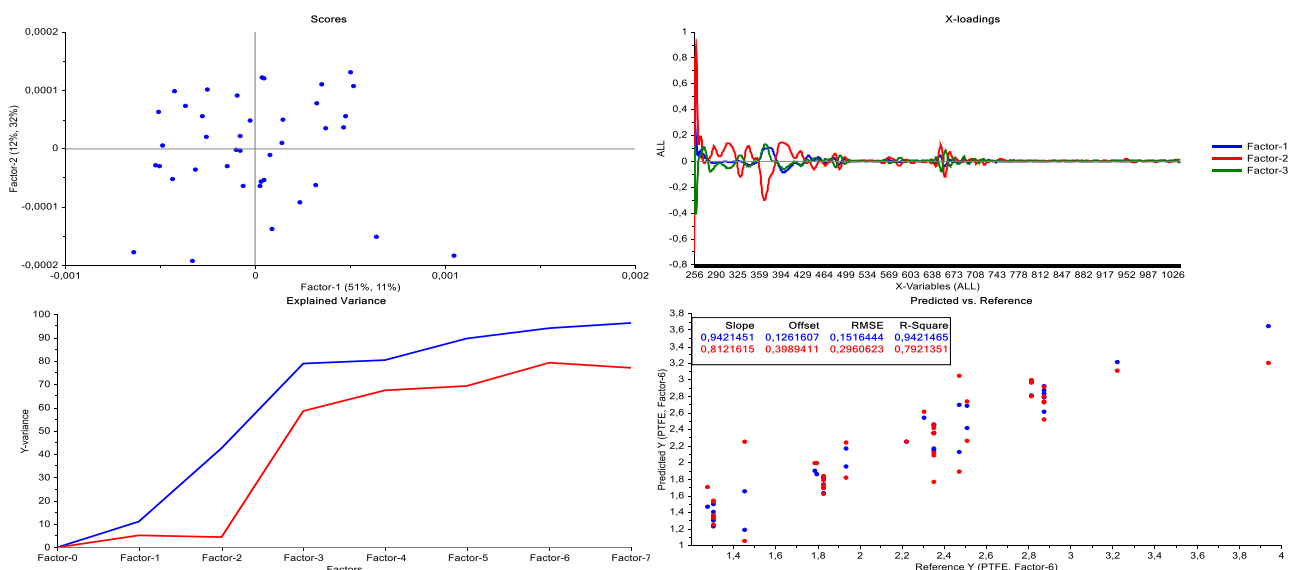 Scores
0,0002
0,0001
0
-0,0001
-0,0002
Factor-2 (12%, 32%)
-0,001
0
0,001
0,002
Factor-1 (51%, 11%)
X-loadings
1
0,8
0,6
0,4
0,2
0
-0,2
-0,4
-0,6
-0,8
ALL
256 290 325 359 394 429 464 499 534 569 603 638 673 708 743 778 812 847 882 917 952 987 1026
X-Variables (ALL)
Factor-1
Factor-2
Factor-3
Explained Variance
100
90
80
70
60
50
40
30
20
10
0
Y-variance
Factor-0 Factor-1 Factor-2 Factor-3 Factor-4 Factor-5 Factor-6 Factor-7
Factors
Predicted vs. Reference
3,8
3,6
3,4
3,2
3
2,8
2,6
2,4
2,2
2
1,8
1,6
1,4
1,2
1
Predicted Y (PTFE, Factor-6)
Slope Offset RMSE R-Square
0,9421451 0,1261607 0,1516444 0,9421465
0,8121615 0,3989411 0,2960623 0,7921351
1,4 1,6 1,8 2 2,2 2,4 2,6 2,8 3 3,2 3,4 3,6 3,8 4
Reference Y (PTFE, Factor-6)